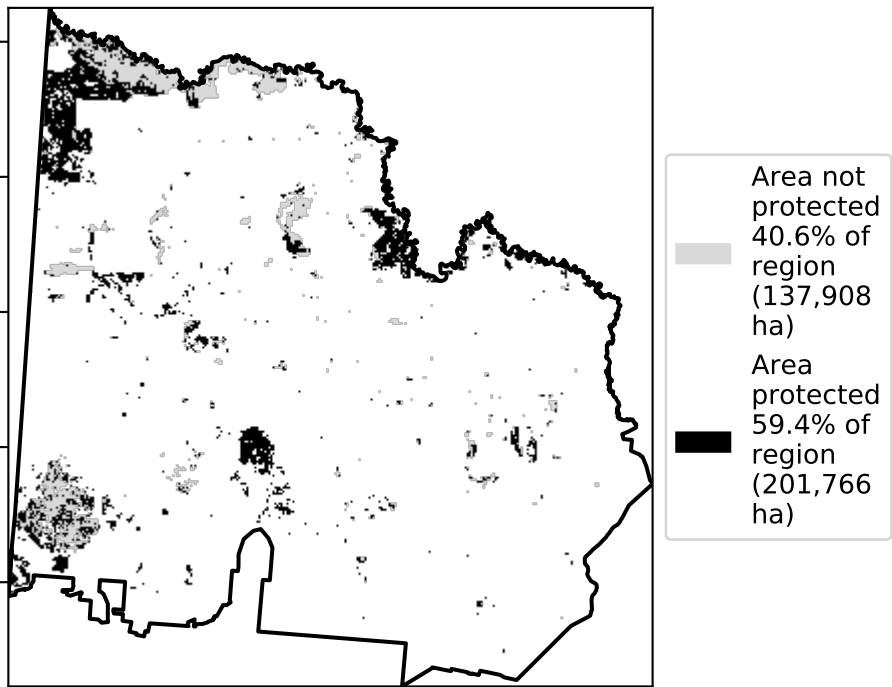 Area not
protected
40.6% of
region
(137,908
ha)
Area
protected
59.4% of
region
(201,766
ha)